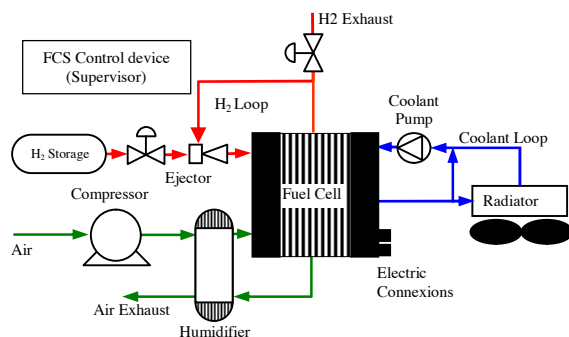 H2 Exhaust
FCS Control device
(Supervisor)
H2 Loop
Coolant
Pump
Coolant Loop
H2 Storage
Ejector
Fuel Cell
Radiator
Compressor
Air
Electric
Connexions
Air Exhaust
Humidifier